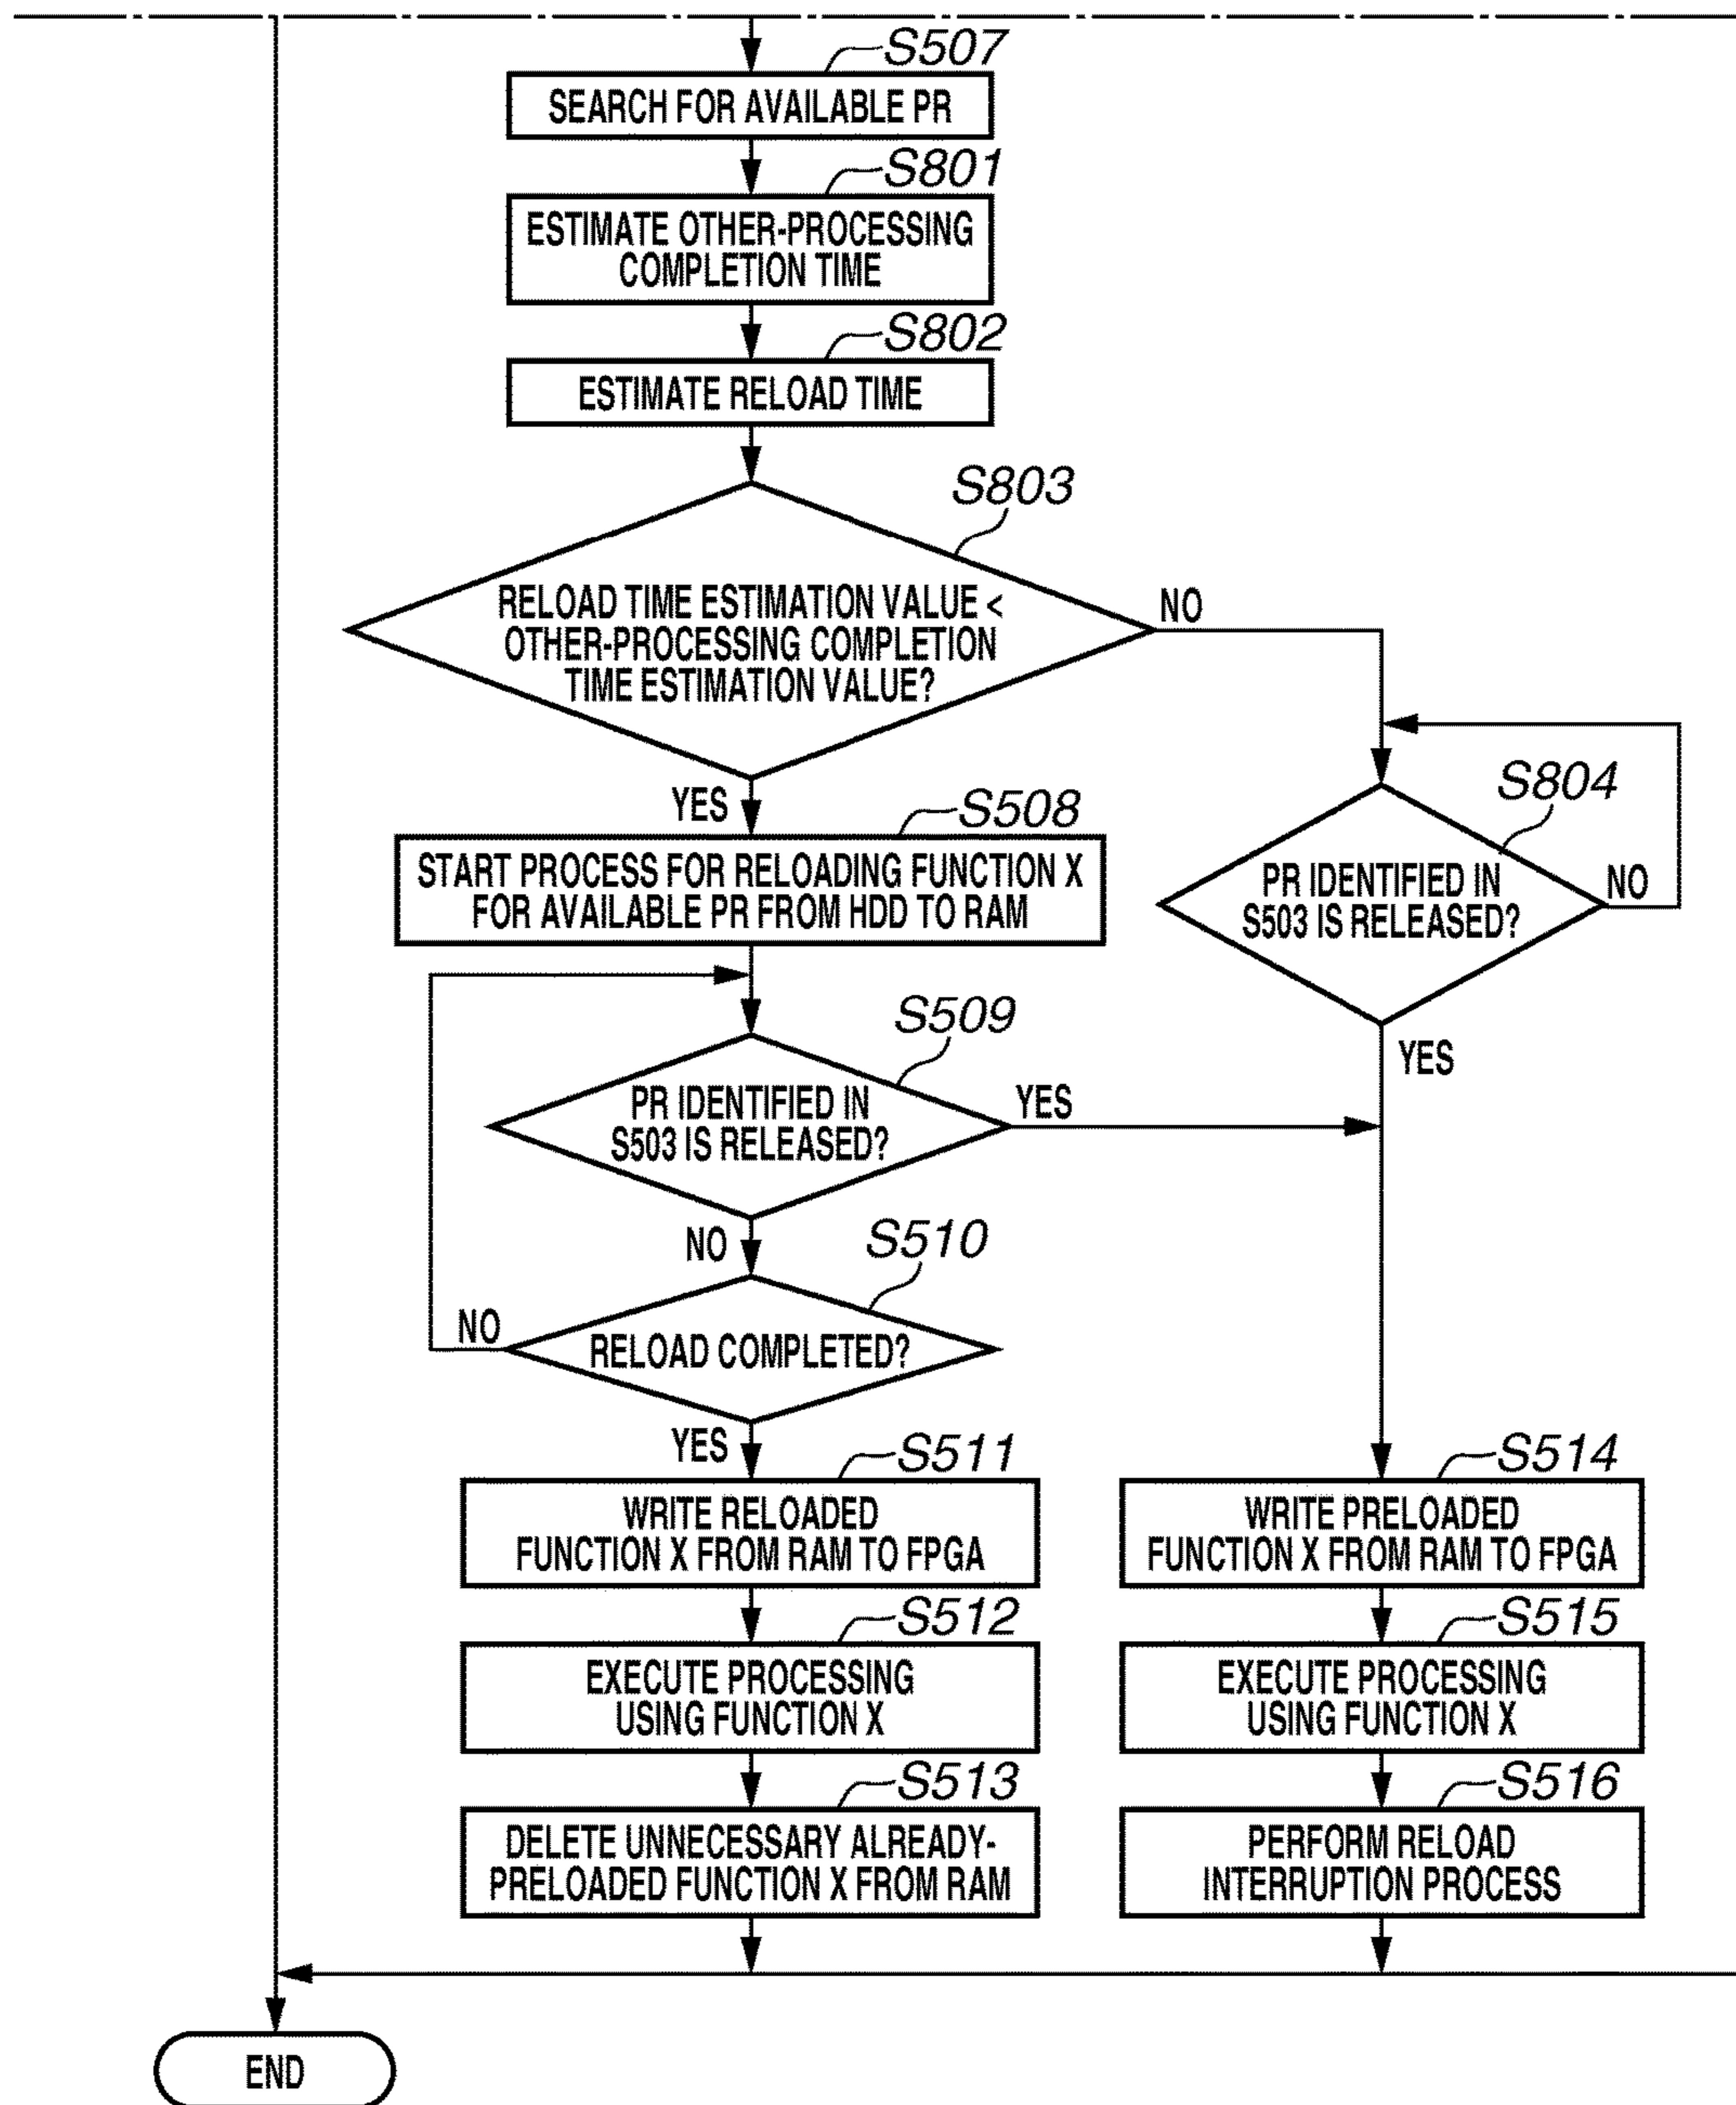 S507
SEARCH FOR AVAILABLE PR
S801
ESTIMATE OTHER-PROCESSING
COMPLETION TIME
S802
ESTIMATE RELOAD TIME
S803
RELOAD TIME ESTIMATION VALUE <
OTHER-PROCESSING COMPLETION
TIME ESTIMATION VALUE?
NO
YES
S508
START PROCESS FOR RELOADING FUNCTION X
FOR AVAILABLE PR FROM HDD TO RAM
S804
PR IDENTIFIED IN
S503 IS RELEASED?
NO
YES
S509
PR IDENTIFIED IN
S503 IS RELEASED?
YES
NO
S510
RELOAD COMPLETED?
NO
YES
S511
WRITE RELOADED
FUNCTION X FROM RAM TO FPGA
S512
EXECUTE PROCESSING
USING FUNCTION X
S513
DELETE UNNECESSARY ALREADY-
PRELOADED FUNCTION X FROM RAM
S514
WRITE PRELOADED
FUNCTION X FROM RAM TO FPGA
S515
EXECUTE PROCESSING
USING FUNCTION X
S516
PERFORM RELOAD
INTERRUPTION PROCESS
END